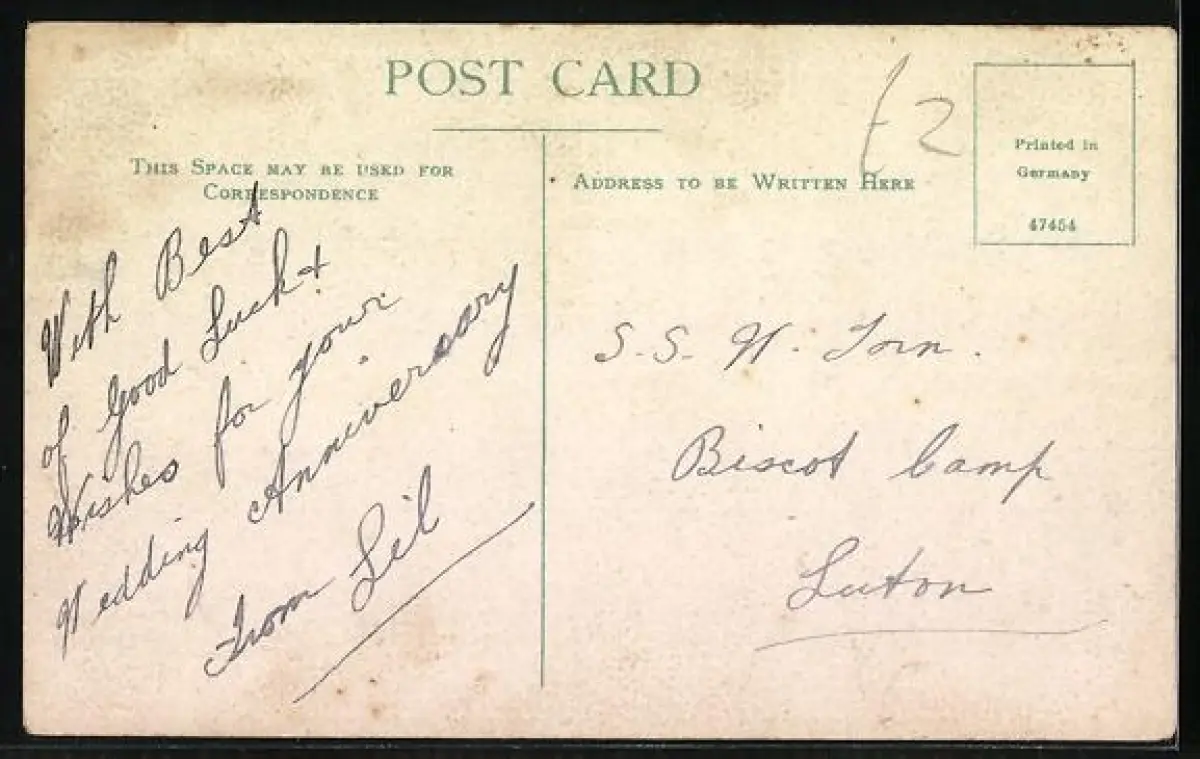 POST CARD
THIS SPACE MAY BE USED FOR
CORRESPONDENCE
With Best
of Good Luck &
Wishes for your
Wedding Anniversary
From Lil
ADDRESS TO BE WRITTEN HERE
£2
Printed in
Germany
47454
S.S. W.
Biscot Camp
Luton